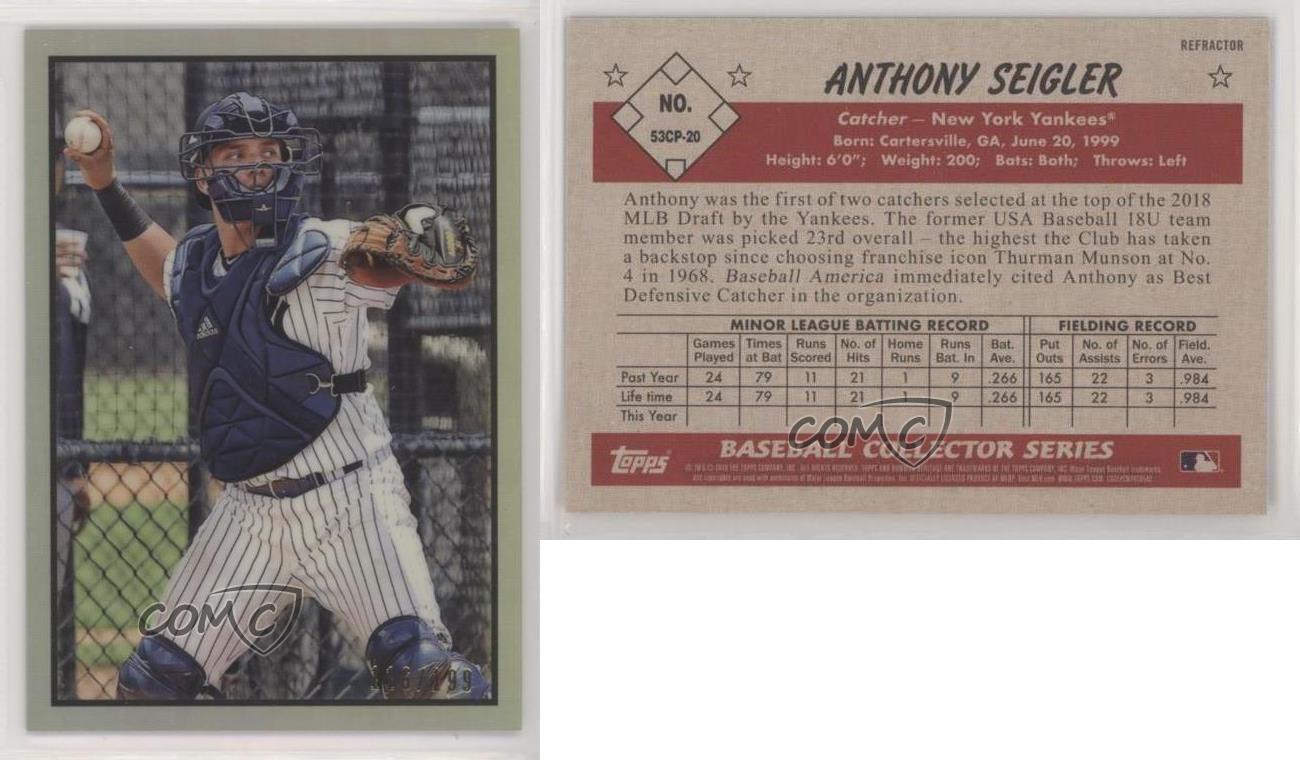 adidas
113/199
COMC
REFRACTOR
ANTHONY SEIGLER
NO.
53CP-20
Catcher – New York Yankees®
Born: Cartersville, GA, June 20, 1999
Height: 6'0"; Weight: 200; Bats: Both; Throws: Left
Anthony was the first of two catchers selected at the top of the 2018
MLB Draft by the Yankees. The former USA Baseball 18U team
member was picked 23rd overall – the highest the Club has taken
a backstop since choosing franchise icon Thurman Munson at No.
4 in 1968. Baseball America immediately cited Anthony as Best
Defensive Catcher in the organization.
MINOR LEAGUE BATTING RECORD FIELDING RECORD
Games Times Runs No. of Home Runs Bat. Put No. of No. of Field.
Played at Bat Scored Hits Runs Bat. In Ave. Outs Assists Errors Ave.
Past Year 24 79 11 21 1 9 .266 165 22 3 .984
Life time 24 79 11 21 1 9 .266 165 22 3 .984
This Year
COMC
Topps BASEBALL COLLECTOR SERIES